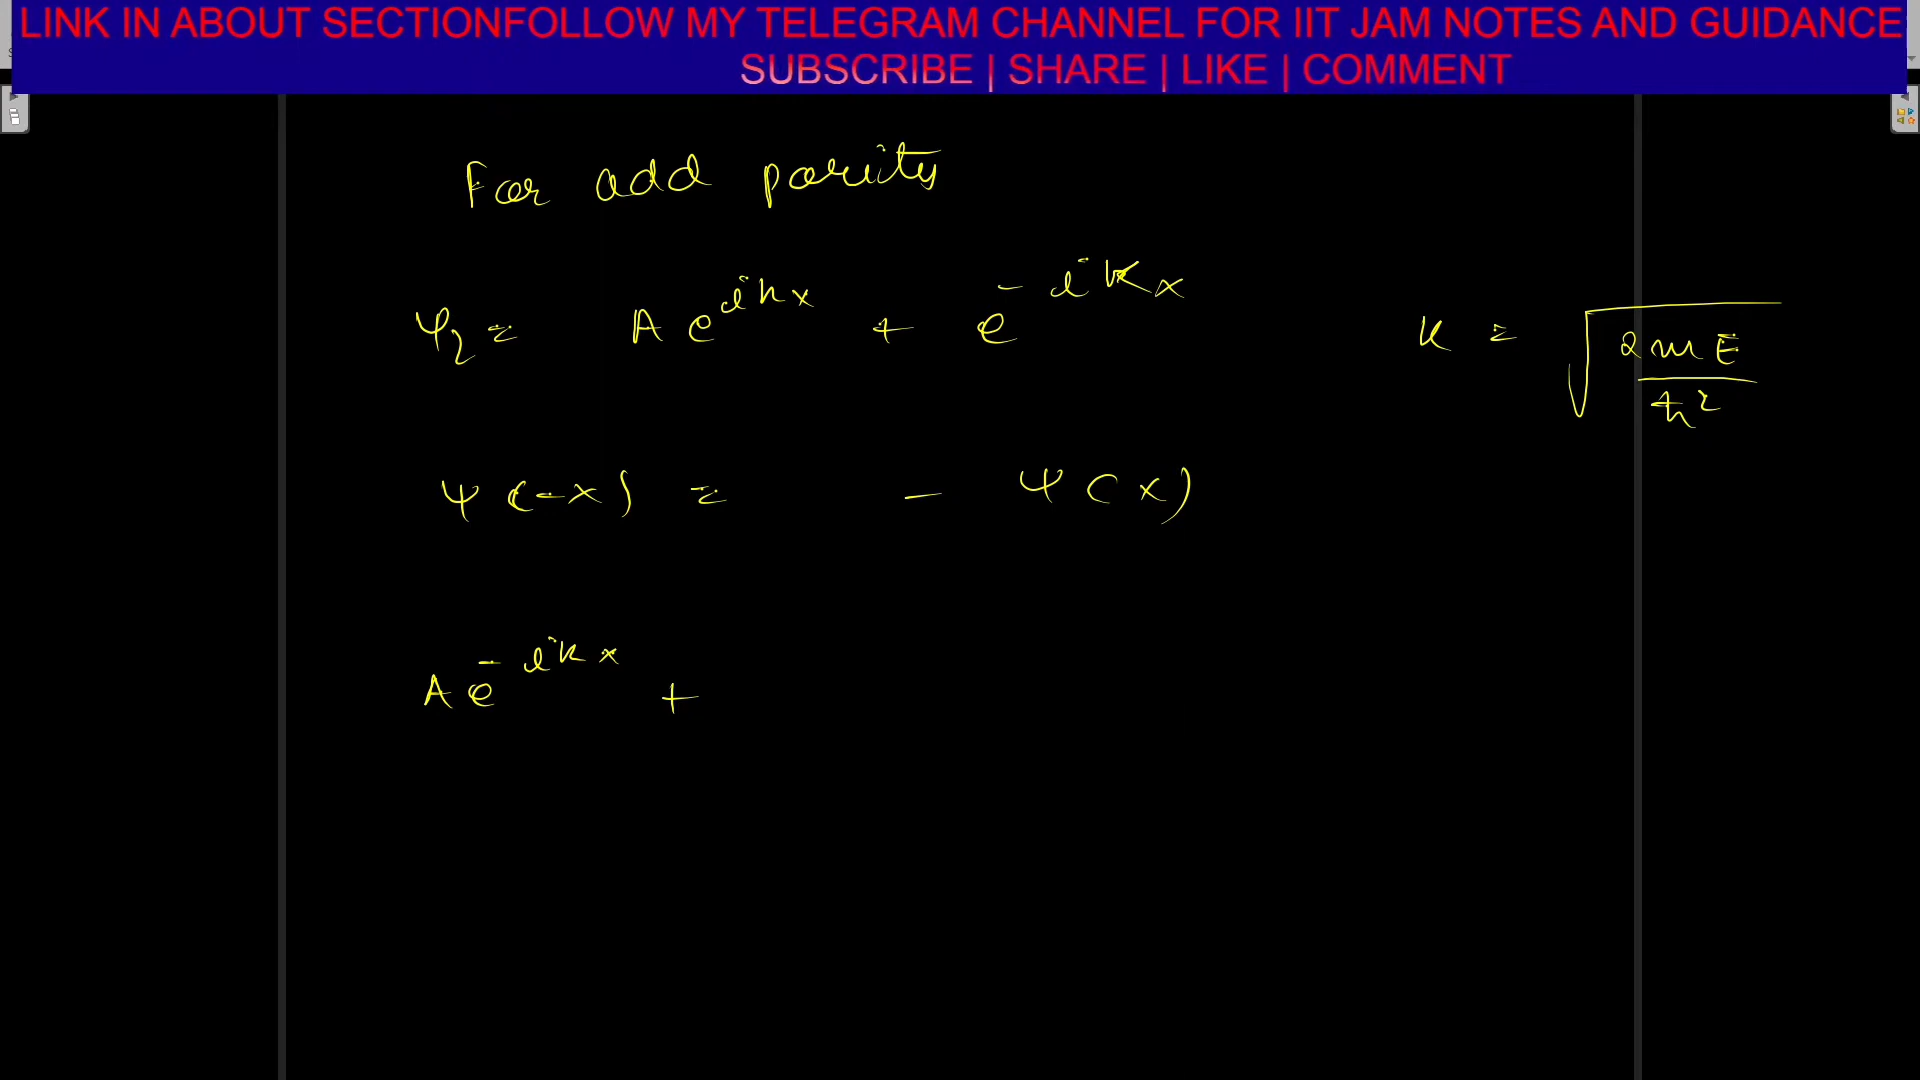 LINK IN ABOUT SECTIONFOLLOW MY TELEGRAM CHANNEL FOR IIT JAM NOTES AND GUIDANCE
SUBSCRIBE | SHARE | LIKE | COMMENT
For add parity
ψ₂ = A e^{ikx} + e^{-ikx}
k = √(2mE/ħ²)
ψ(-x) = - ψ(x)
A e^{-ikx} +